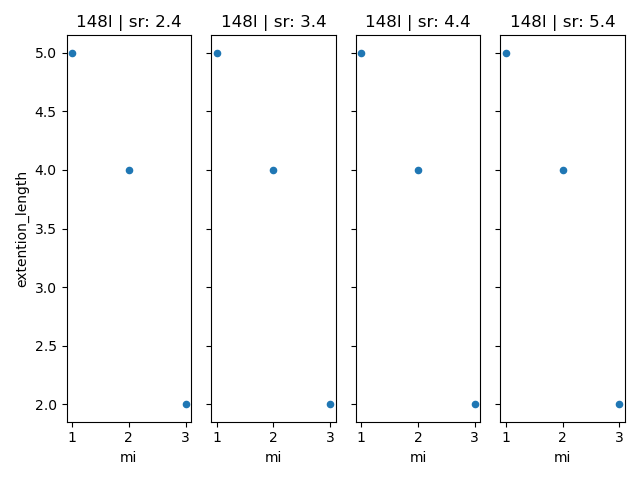 148l | sr: 2.4
148l | sr: 3.4
148l | sr: 4.4
148l | sr: 5.4
extention_length
5.0
4.5
4.0
3.5
3.0
2.5
2.0
1 2 3
1 2 3
1 2 3
1 2 3
mi
mi
mi
mi